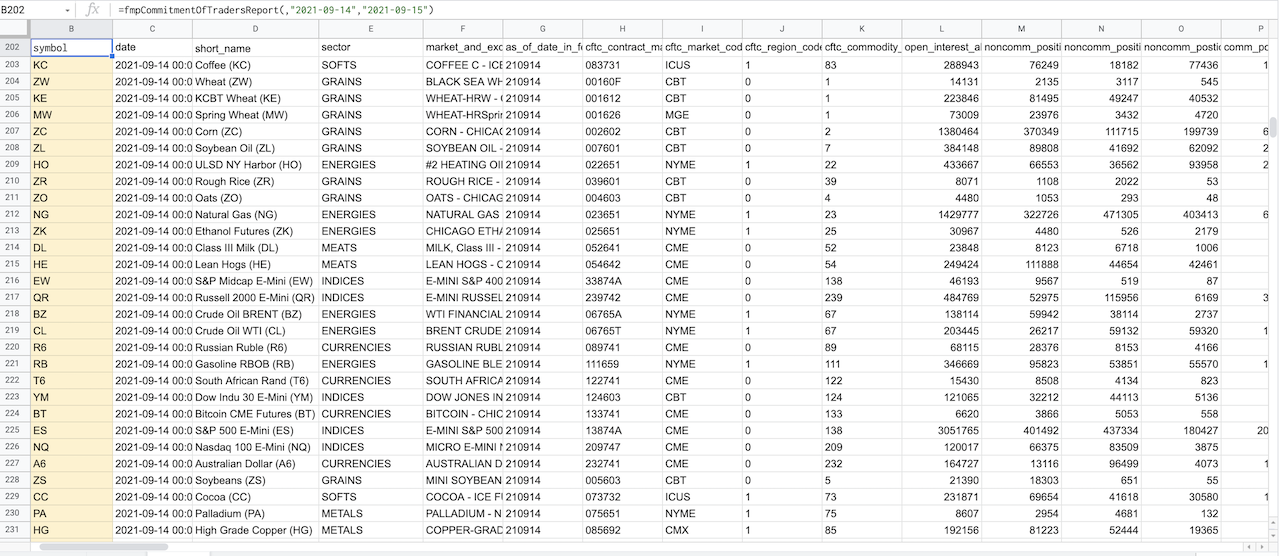 B202 fx =fmpCommitmentOfTradersReport(,"2021-09-14","2021-09-15")
B C D E F G H I J K L M N O P
202 symbol date short_name sector market_and_exc as_of_date_in_f cftc_contract_ma cftc_market_cod cftc_region_code cftc_commodity_ open_interest_al noncomm_positi noncomm_positi noncomm_postic comm_po
203 KC 2021-09-14 00:0 Coffee (KC) SOFTS COFFEE C - ICE 210914 083731 ICUS 1 83 288943 76249 18182 77436 1
204 ZW 2021-09-14 00:0 Wheat (ZW) GRAINS BLACK SEA WH 210914 00160F CBT 0 1 14131 2135 3117 545
205 KE 2021-09-14 00:0 KCBT Wheat (KE) GRAINS WHEAT-HRW - 210914 001612 CBT 0 1 223846 81495 49247 40532
206 MW 2021-09-14 00:0 Spring Wheat (MW) GRAINS WHEAT-HRSprin 210914 001626 MGE 0 1 73009 23976 3432 4720
207 ZC 2021-09-14 00:0 Corn (ZC) GRAINS CORN - CHICAG 210914 002602 CBT 0 2 1380464 370349 111715 199739 6
208 ZL 2021-09-14 00:0 Soybean Oil (ZL) GRAINS SOYBEAN OIL - 210914 007601 CBT 0 7 384148 89808 41692 62092 2
209 HO 2021-09-14 00:0 ULSD NY Harbor (HO) ENERGIES #2 HEATING OIL 210914 022651 NYME 1 22 433667 66553 36562 93958 2
210 ZR 2021-09-14 00:0 Rough Rice (ZR) GRAINS ROUGH RICE - 210914 039601 CBT 0 39 8071 1108 2022 53
211 ZO 2021-09-14 00:0 Oats (ZO) GRAINS OATS - CHICAG 210914 004603 CBT 0 4 4480 1053 293 48
212 NG 2021-09-14 00:0 Natural Gas (NG) ENERGIES NATURAL GAS 210914 023651 NYME 1 23 1429777 322726 471305 403413 6
213 ZK 2021-09-14 00:0 Ethanol Futures (ZK) ENERGIES CHICAGO ETHA 210914 025651 NYME 1 25 30967 4480 526 2179
214 DL 2021-09-14 00:0 Class III Milk (DL) MEATS MILK, Class III - 210914 052641 CME 0 52 23848 8123 6718 1006
215 HE 2021-09-14 00:0 Lean Hogs (HE) MEATS LEAN HOGS - C 210914 054642 CME 0 54 249424 111888 44654 42461
216 EW 2021-09-14 00:0 S&P Midcap E-Mini (EW) INDICES E-MINI S&P 400 210914 33874A CME 0 138 46193 9567 519 87
217 QR 2021-09-14 00:0 Russell 2000 E-Mini (QR) INDICES E-MINI RUSSEL 210914 239742 CME 0 239 484769 52975 115956 6169 3
218 BZ 2021-09-14 00:0 Crude Oil BRENT (BZ) ENERGIES WTI FINANCIAL 210914 06765A NYME 1 67 138114 59942 38114 2737
219 CL 2021-09-14 00:0 Crude Oil WTI (CL) ENERGIES BRENT CRUDE 210914 06765T NYME 1 67 203445 26217 59132 59320 1
220 R6 2021-09-14 00:0 Russian Ruble (R6) CURRENCIES RUSSIAN RUBL 210914 089741 CME 0 89 68115 28376 8153 4166
221 RB 2021-09-14 00:0 Gasoline RBOB (RB) ENERGIES GASOLINE BLE 210914 111659 NYME 1 111 346669 95823 53851 55570 1
222 T6 2021-09-14 00:0 South African Rand (T6) CURRENCIES SOUTH AFRICA 210914 122741 CME 0 122 15430 8508 4134 823
223 YM 2021-09-14 00:0 Dow Indu 30 E-Mini (YM) INDICES DOW JONES IN 210914 124603 CBT 0 124 121065 32212 44113 5136
224 BT 2021-09-14 00:0 Bitcoin CME Futures (BT) CURRENCIES BITCOIN - CHIC 210914 133741 CME 0 133 6620 3866 5053 558
225 ES 2021-09-14 00:0 S&P 500 E-Mini (ES) INDICES E-MINI S&P 500 210914 13874A CME 0 138 3051765 401492 437334 180427 20
226 NQ 2021-09-14 00:0 Nasdaq 100 E-Mini (NQ) INDICES MICRO E-MINI 210914 209747 CME 0 209 120017 66375 83509 3875
227 A6 2021-09-14 00:0 Australian Dollar (A6) CURRENCIES AUSTRALIAN D 210914 232741 CME 0 232 164727 13116 96499 4073 1
228 ZS 2021-09-14 00:0 Soybeans (ZS) GRAINS MINI SOYBEAN 210914 005603 CBT 0 5 21390 18303 651 55
229 CC 2021-09-14 00:0 Cocoa (CC) SOFTS COCOA - ICE FU 210914 073732 ICUS 1 73 231871 69654 41618 30580 1
230 PA 2021-09-14 00:0 Palladium (PA) METALS PALLADIUM - N 210914 075651 NYME 1 75 8607 2954 4681 132
231 HG 2021-09-14 00:0 High Grade Copper (HG) METALS COPPER-GRAD 210914 085692 CMX 1 85 192156 81223 52444 19365